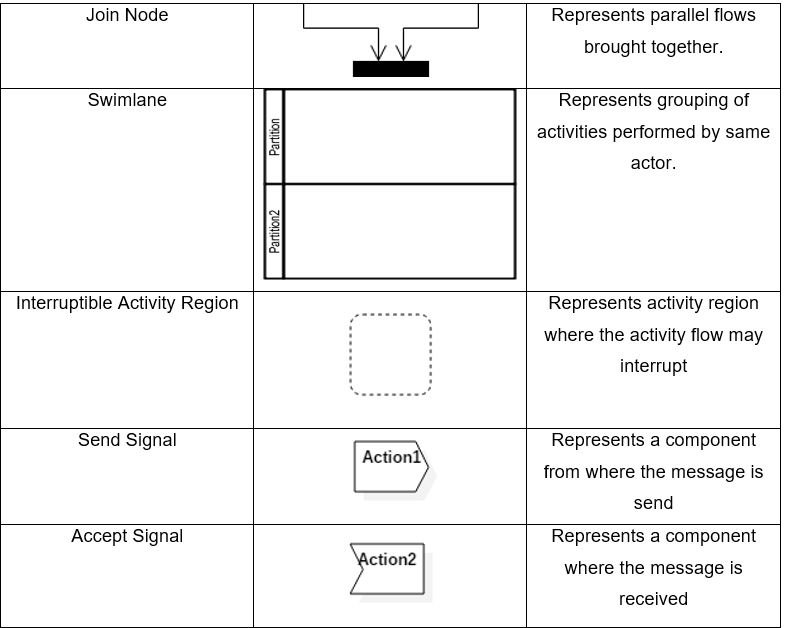 Join Node
Represents parallel flows
brought together.
Swimlane
Partition
Partition2
Represents grouping of
activities performed by same
actor.
Interruptible Activity Region
Represents activity region
where the activity flow may
interrupt
Send Signal
Action1
Represents a component
from where the message is
send
Accept Signal
Action2
Represents a component
where the message is
received